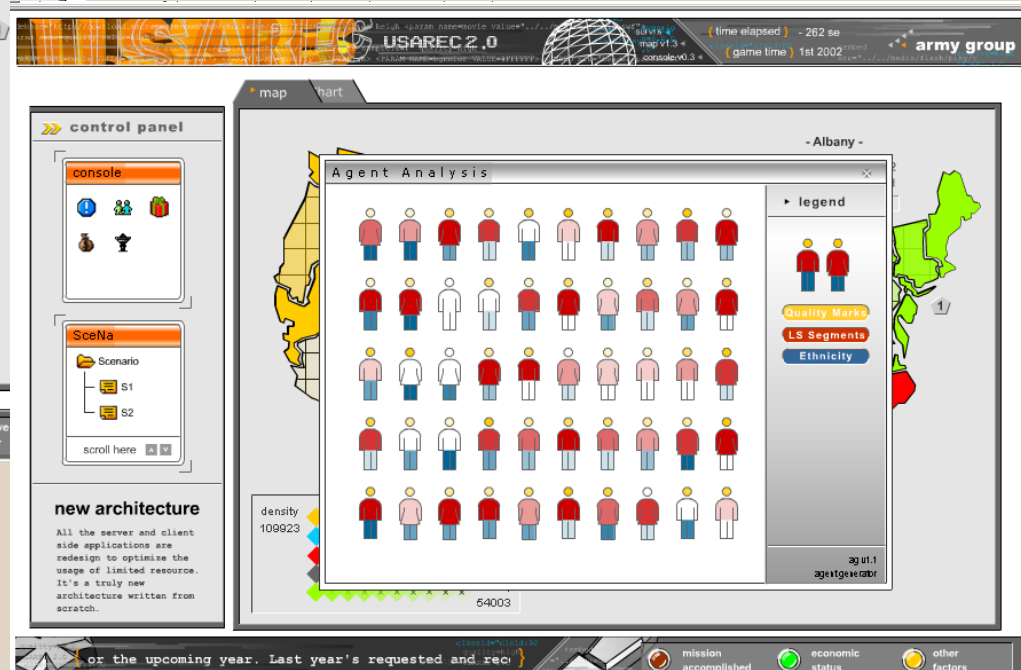 USAREC 2.0
survey
map v1.3
console v0.3
{ time elapsed } - 262 se
{ game time } 1st 2002
army group
map
hart
control panel
console
SceNa
Scenario
S1
S2
scroll here
new architecture
All the server and client
side applications are
redesign to optimize the
usage of limited resource.
It's a truly new
architecture written from
scratch.
- Albany -
Agent Analysis
legend
Quality Marks
LS Segments
Ethnicity
ag v1.1
agentgenerator
1
density
109923
54003
or the upcoming year. Last year's requested and rec
mission
accomplished
economic
status
other
factors